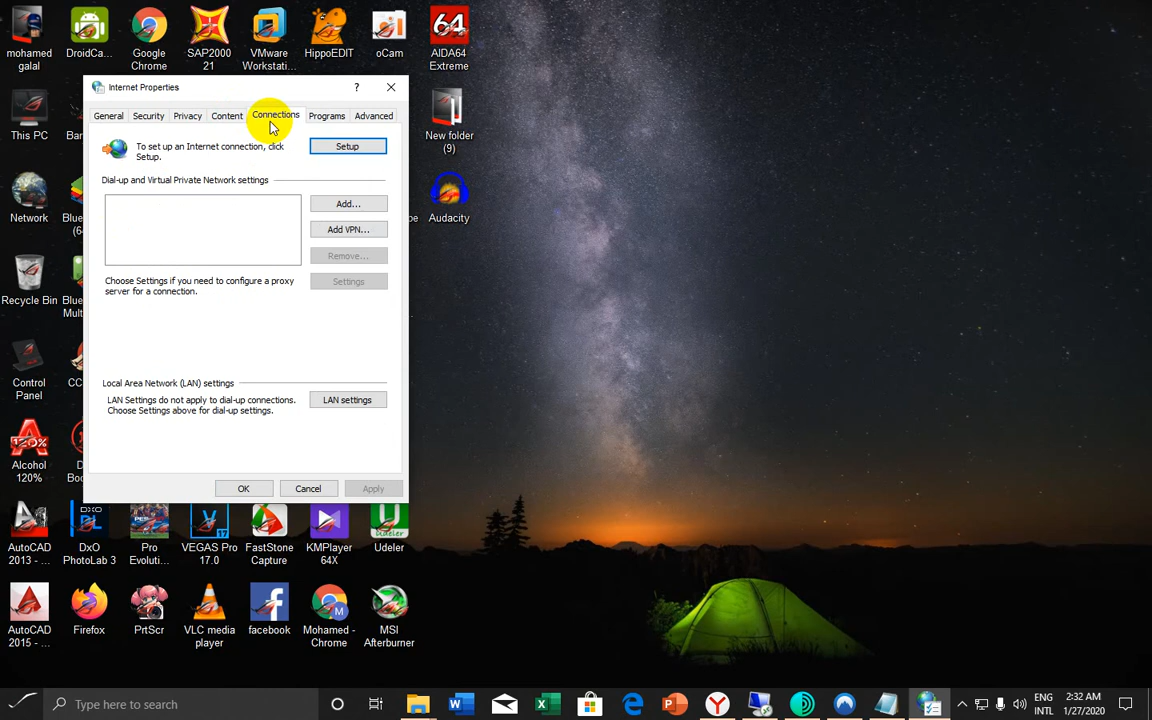 mohamed galal
DroidCa...
Google Chrome
SAP2000 21
VMware Workstati...
HippoEDIT
oCam
64
AIDA64 Extreme
Internet Properties
?
General
Security
Privacy
Content
Connections
Programs
Advanced
To set up an Internet connection, click
Setup.
Setup
Dial-up and Virtual Private Network settings
Add...
Add VPN...
Remove...
Choose Settings if you need to configure a proxy
server for a connection.
Settings
Local Area Network (LAN) settings
LAN Settings do not apply to dial-up connections.
Choose Settings above for dial-up settings.
LAN settings
OK
Cancel
Apply
This PC
New folder (9)
Network
Audacity
Recycle Bin
Control Panel
120%
Alcohol 120%
AutoCAD 2013 - ...
DxO PhotoLab 3
Pro Evoluti...
VEGAS Pro 17.0
FastStone Capture
KMPlayer 64X
Udeler
AutoCAD 2015 - ...
Firefox
PrtScr
VLC media player
facebook
Mohamed - Chrome
MSI Afterburner
Type here to search
ENG
INTL
2:32 AM
1/27/2020